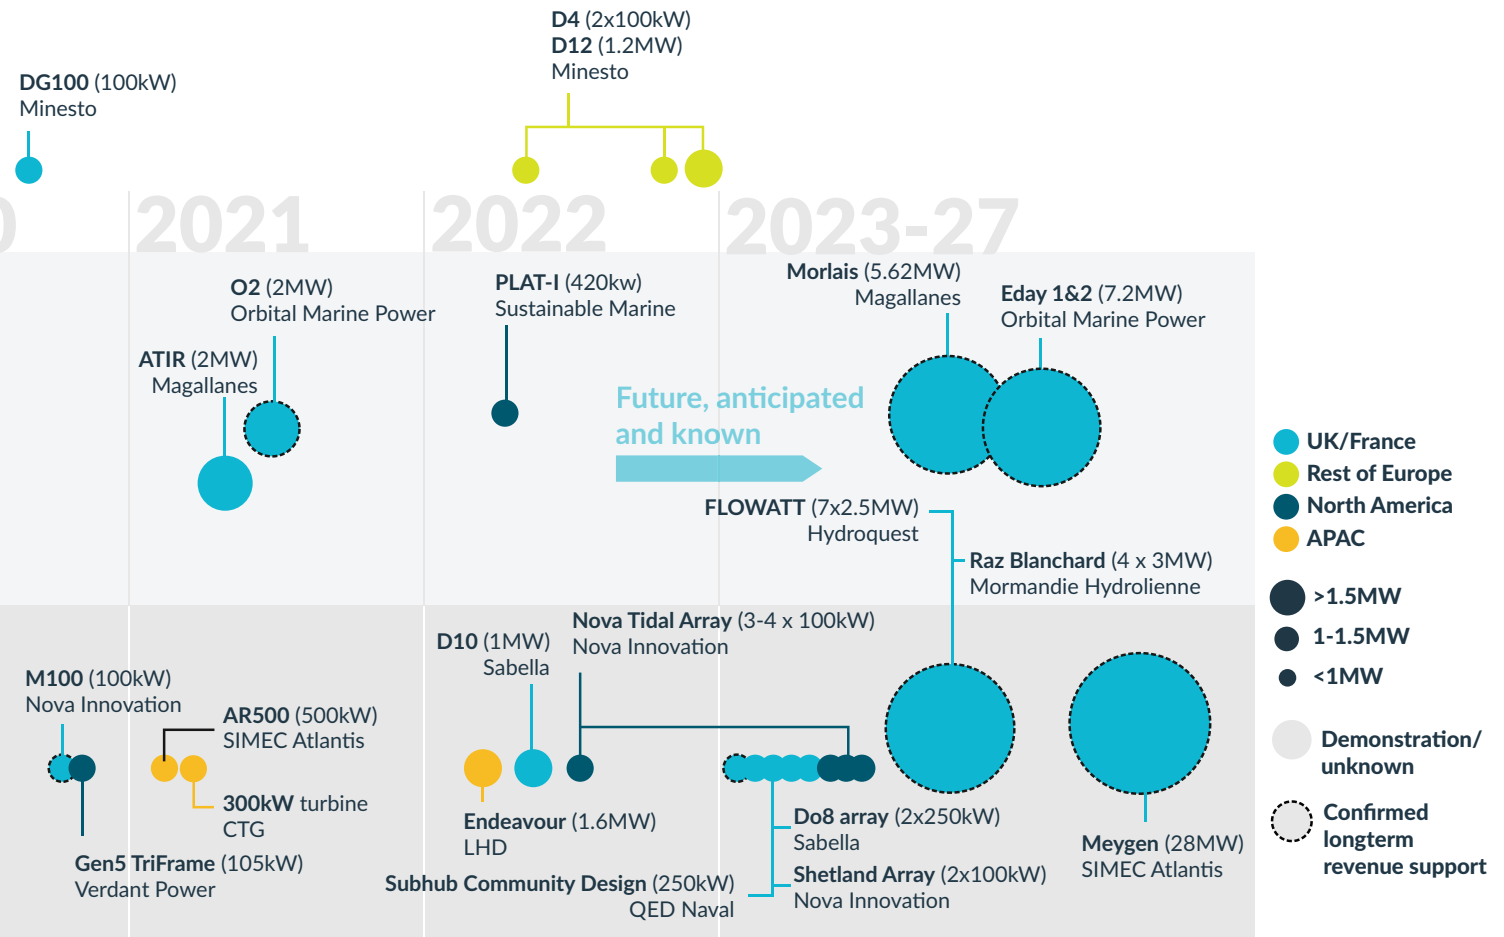 D4 (2x100kW)
D12 (1.2MW)
Minesto
DG100 (100kW)
Minesto
0
2021
2022
2023-27
O2 (2MW)
Orbital Marine Power
ATIR (2MW)
Magallanes
PLAT-I (420kw)
Sustainable Marine
Morlais (5.62MW)
Magallanes
Eday 1&2 (7.2MW)
Orbital Marine Power
Future, anticipated
and known
FLOWATT (7x2.5MW)
Hydroquest
Raz Blanchard (4 x 3MW)
Mormandie Hydrolienne
UK/France
Rest of Europe
North America
APAC
>1.5MW
1-1.5MW
<1MW
Demonstration/
unknown
Confirmed
longterm
revenue support
M100 (100kW)
Nova Innovation
AR500 (500kW)
SIMEC Atlantis
300kW turbine
CTG
Gen5 TriFrame (105kW)
Verdant Power
D10 (1MW)
Sabella
Nova Tidal Array (3-4 x 100kW)
Nova Innovation
Endeavour (1.6MW)
LHD
Subhub Community Design (250kW)
QED Naval
Do8 array (2x250kW)
Sabella
Shetland Array (2x100kW)
Nova Innovation
Meygen (28MW)
SIMEC Atlantis